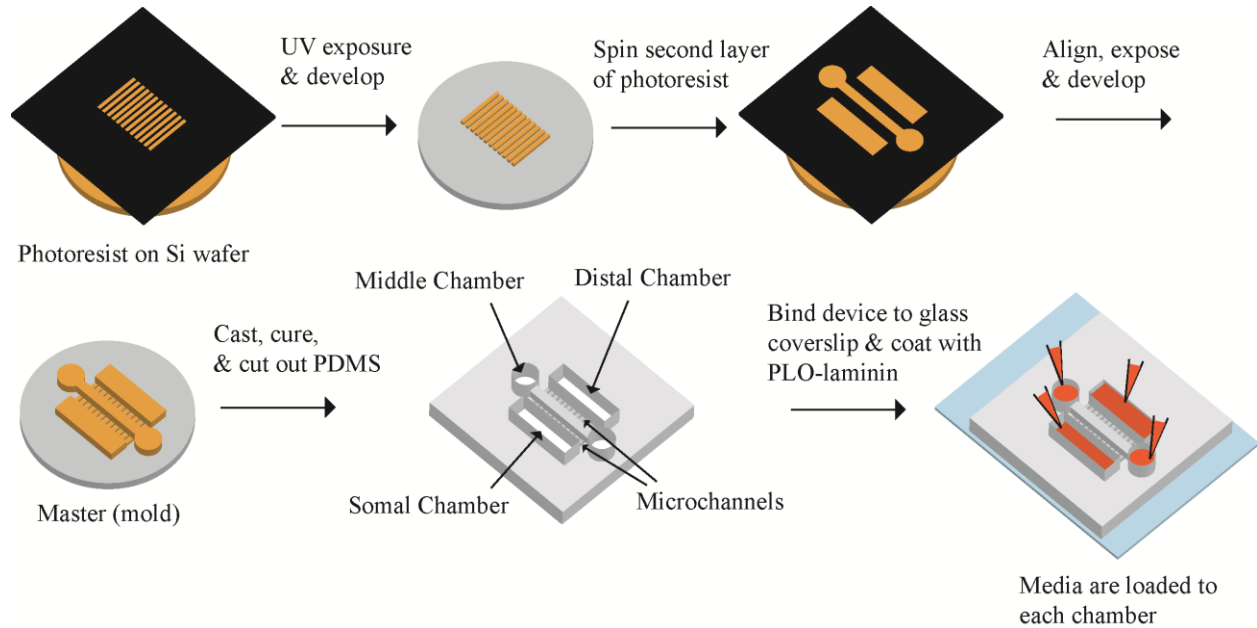 UV exposure
& develop
Spin second layer
of photoresist
Align, expose
& develop
Photoresist on Si wafer
Middle Chamber
Distal Chamber
Cast, cure,
& cut out PDMS
Bind device to glass
coverslip & coat with
PLO-laminin
Somal Chamber
Microchannels
Master (mold)
Media are loaded to
each chamber